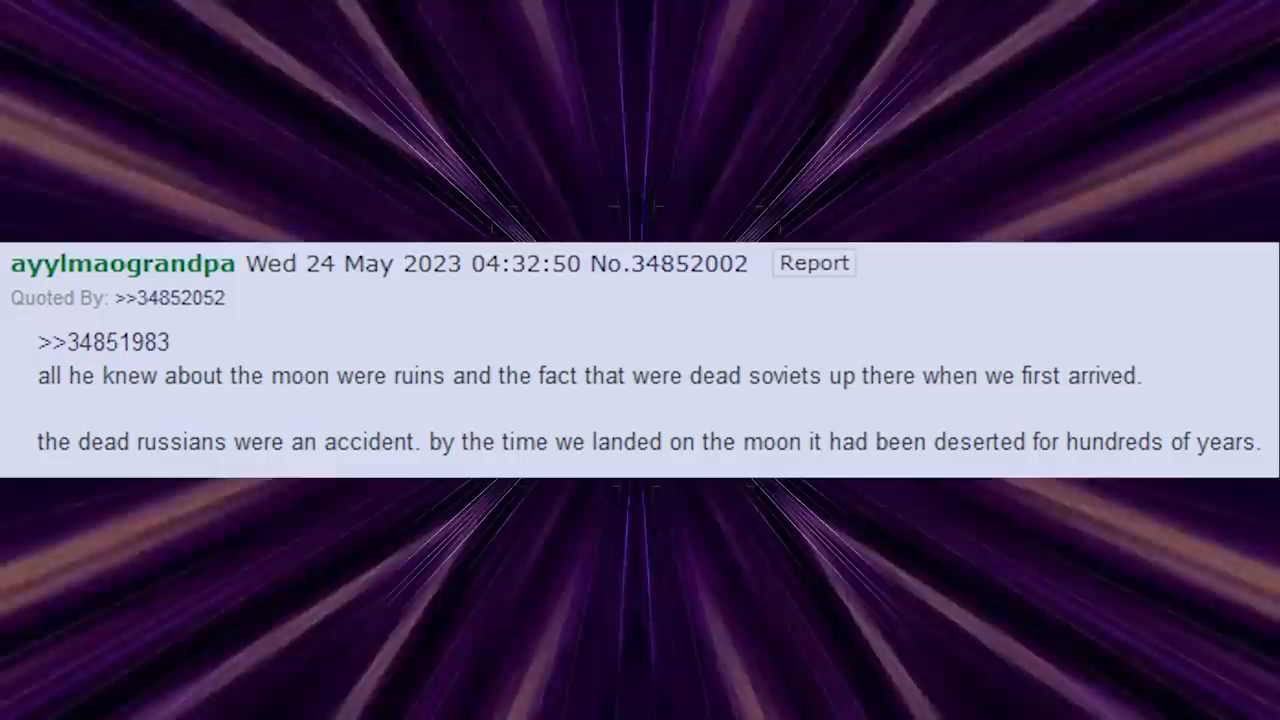 ayylmaograndpa Wed 24 May 2023 04:32:50 No.34852002 Report
Quoted By: >>34852052
>>34851983
all he knew about the moon were ruins and the fact that were dead soviets up there when we first arrived.
the dead russians were an accident. by the time we landed on the moon it had been deserted for hundreds of years.